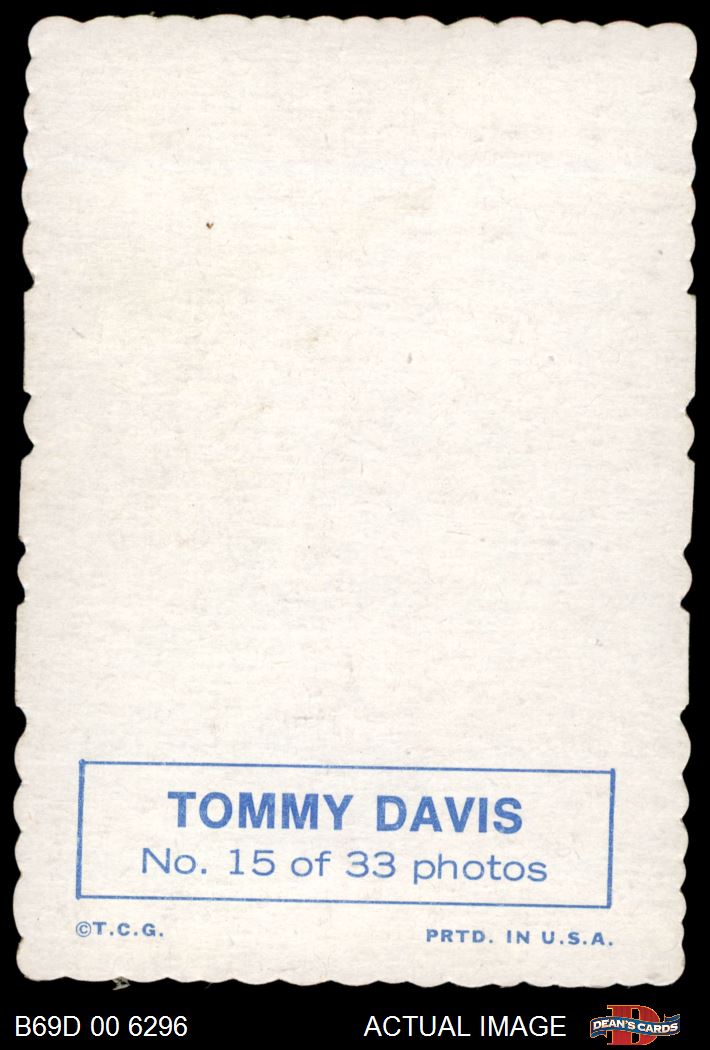 TOMMY DAVIS
No. 15 of 33 photos
©T.C.G.
PRTD. IN U.S.A.
B69D 00 6296
ACTUAL IMAGE
D
DEAN'S CARDS